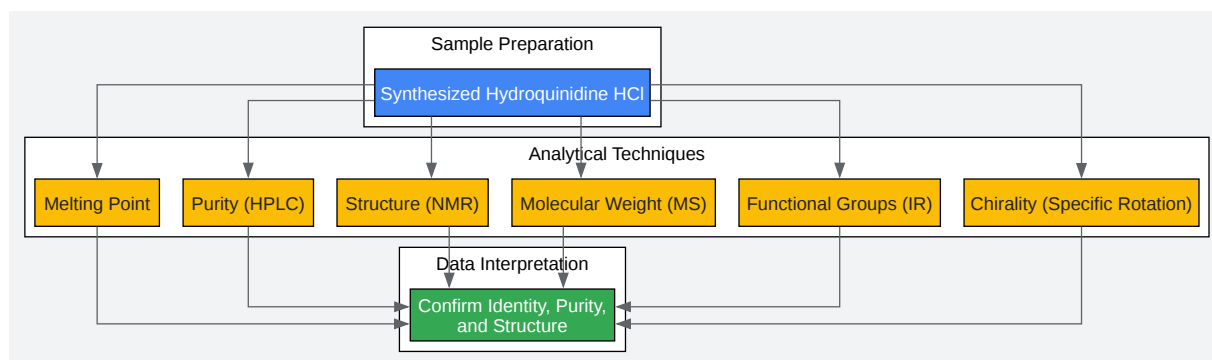 Sample Preparation
Synthesized Hydroquinidine HCl
Analytical Techniques
Melting Point
Purity (HPLC)
Structure (NMR)
Molecular Weight (MS)
Functional Groups (IR)
Chirality (Specific Rotation)
Data Interpretation
Confirm Identity, Purity,
and Structure